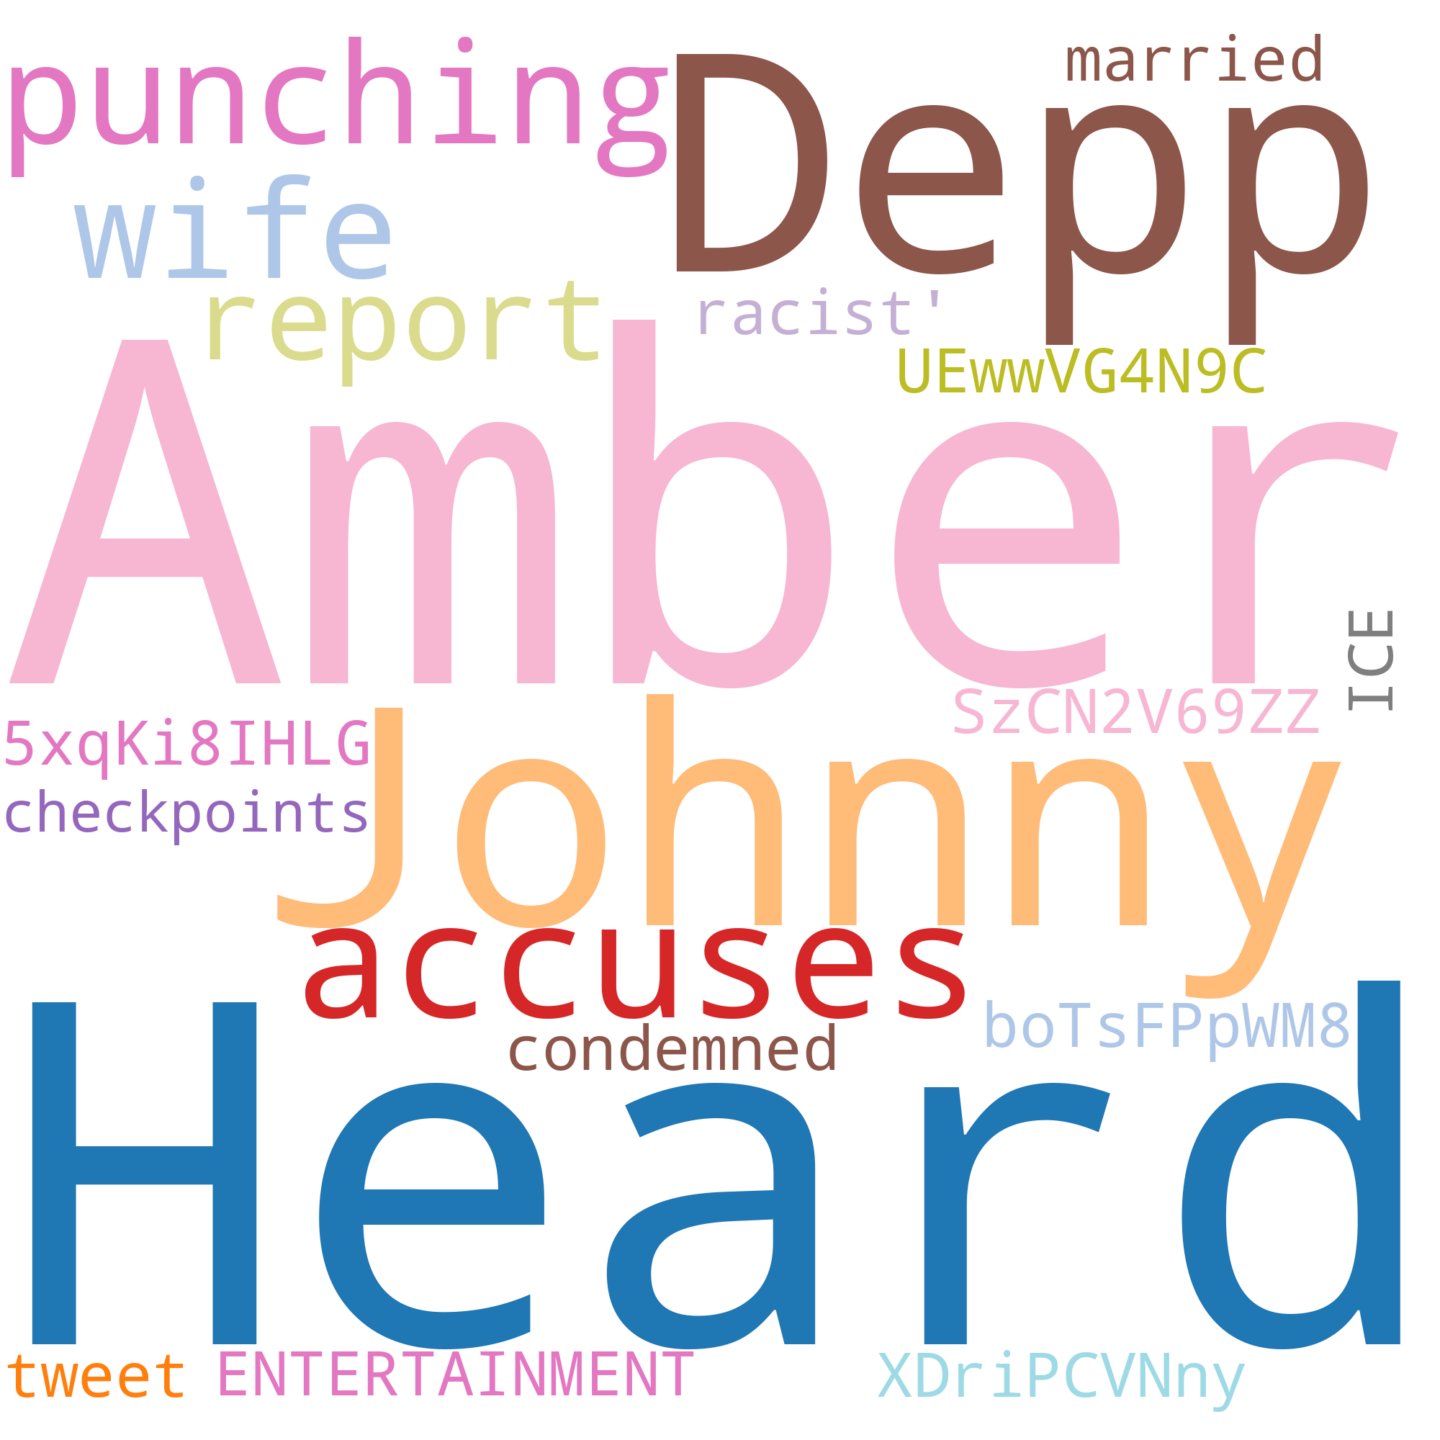 married
punching
Depp
wife
report
racist'
UEwwVG4N9C
Amber
ICE
SzCN2V69ZZ
5xqKi8IHLG
Johnny
checkpoints
accuses
boTsFPpWM8
condemned
Heard
tweet
ENTERTAINMENT
XDriPCVNny